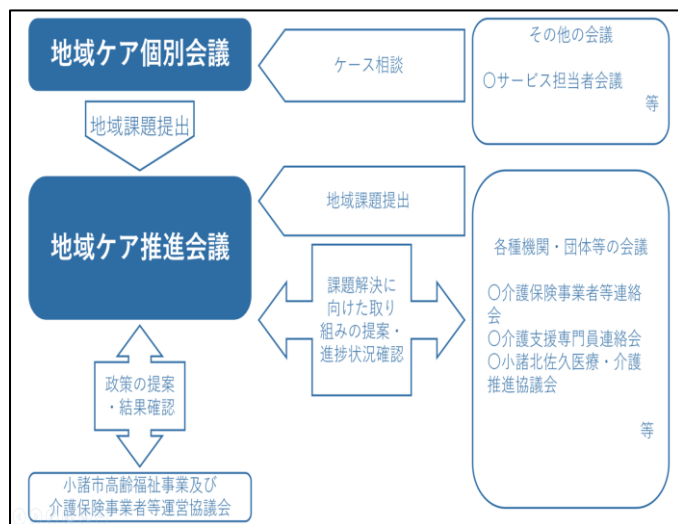 地域ケア個別会議
ケース相談
その他の会議
〇サービス担当者会議
等
地域課題提出
地域ケア推進会議
地域課題提出
課題解決に
向けた取り
組みの提案・
進捗状況確認
各種機関・団体等の会議
〇介護保険事業者等連絡
会
〇介護支援専門員連絡会
〇小諸北佐久医療・介護
推進協議会
等
政策の提案
・結果確認
小諸市高齢福祉事業及び
介護保険事業者等運営協議会